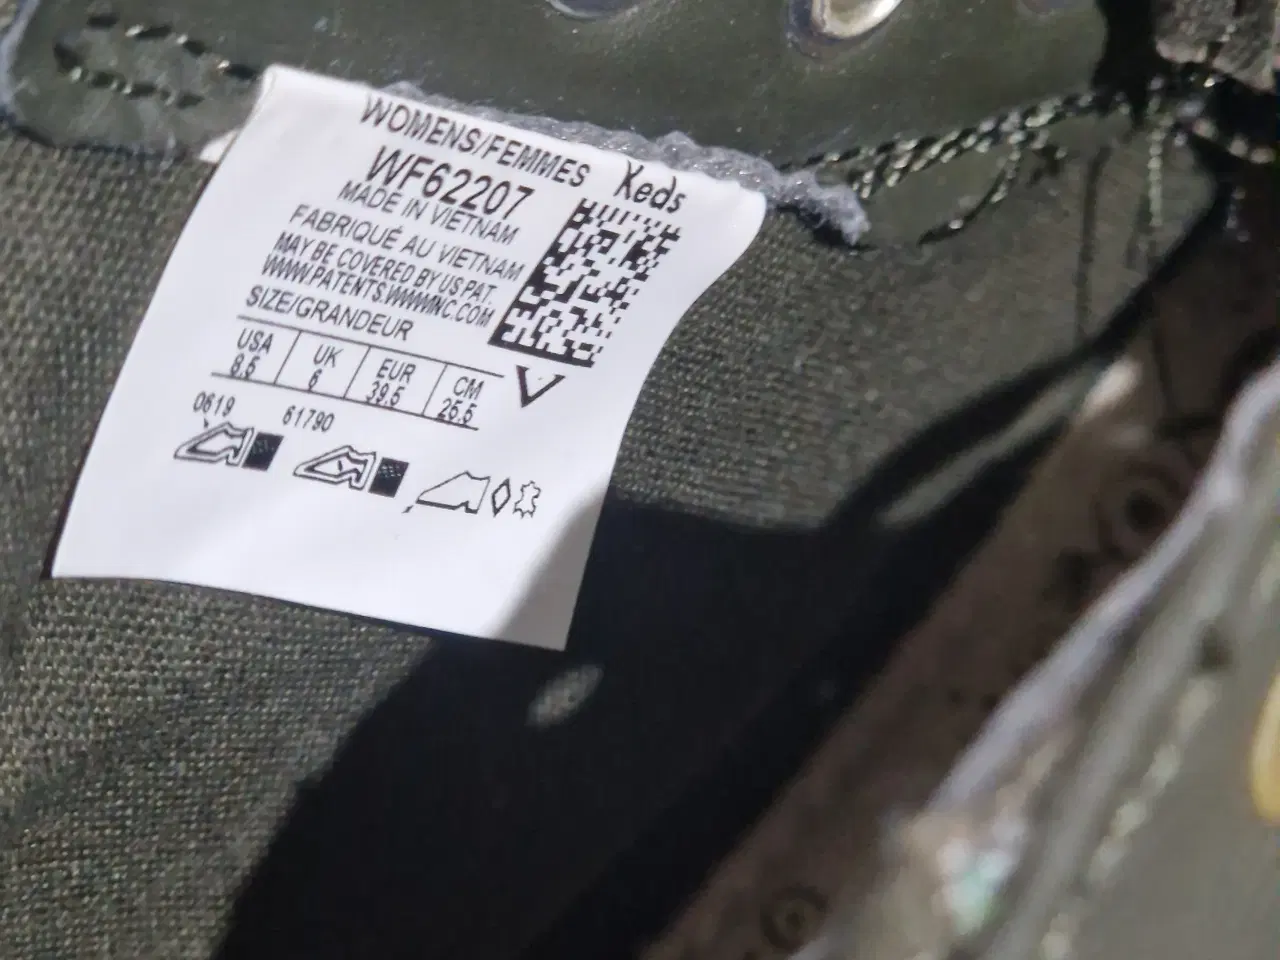 WOMENS/FEMMES Keds
WF62207
MADE IN VIETNAM
FABRIQUÉ AU VIETNAM
MAY BE COVERED BY US PAT.
WWW.PATENTS.WWWINC.COM
SIZE/GRANDEUR
USA UK EUR CM
8.5 6 39.5 25.5
V
0619 61790